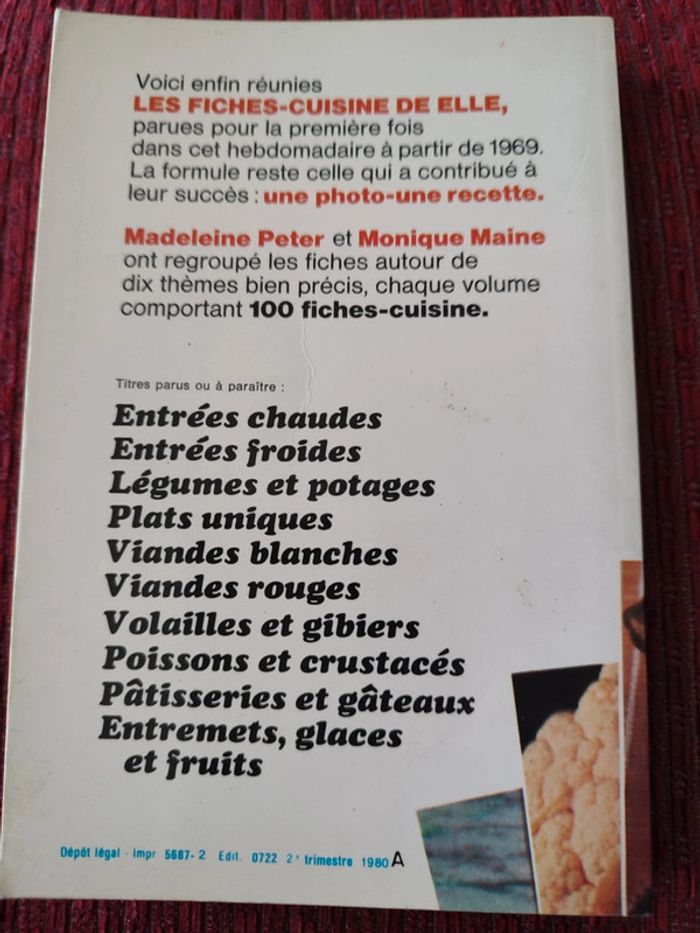 Voici enfin réunies
LES FICHES-CUISINE DE ELLE,
parues pour la première fois
dans cet hebdomadaire à partir de 1969.
La formule reste celle qui a contribué à
leur succès : une photo-une recette.
Madeleine Peter et Monique Maine
ont regroupé les fiches autour de
dix thèmes bien précis, chaque volume
comportant 100 fiches-cuisine.
Titres parus ou à paraître :
Entrées chaudes
Entrées froides
Légumes et potages
Plats uniques
Viandes blanches
Viandes rouges
Volailles et gibiers
Poissons et crustacés
Pâtisseries et gâteaux
Entremets, glaces
et fruits
Dépôt légal - Impr 5687-2 Edit. 0722 2e trimestre 1980 A